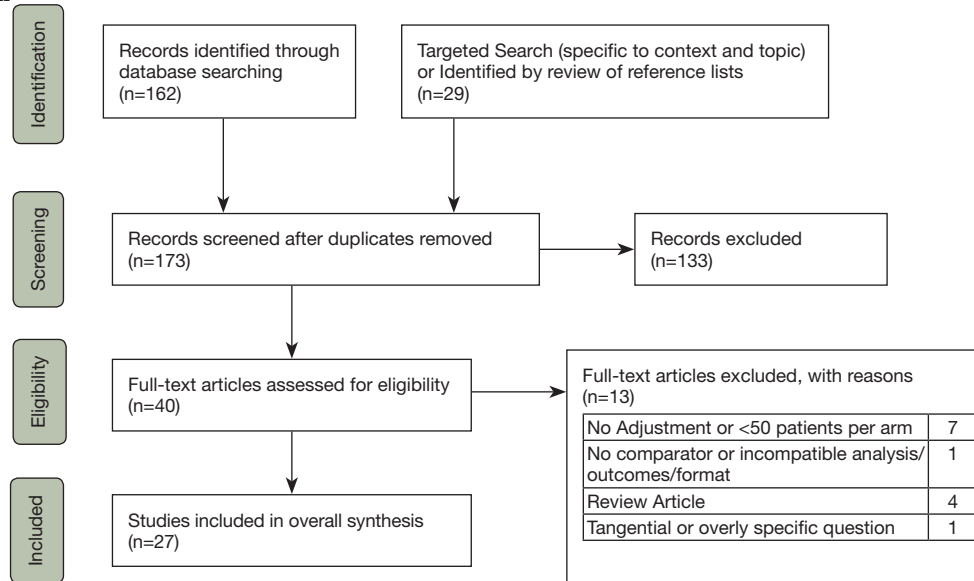 Identification
Records identified through
database searching
(n=162)
Targeted Search (specific to context and topic)
or Identified by review of reference lists
(n=29)
Screening
Records screened after duplicates removed
(n=173)
Records excluded
(n=133)
Eligibility
Full-text articles assessed for eligibility
(n=40)
Full-text articles excluded, with reasons
(n=13)
No Adjustment or <50 patients per arm 7
No comparator or incompatible analysis/ 1
outcomes/format
Review Article 4
Tangential or overly specific question 1
Included
Studies included in overall synthesis
(n=27)